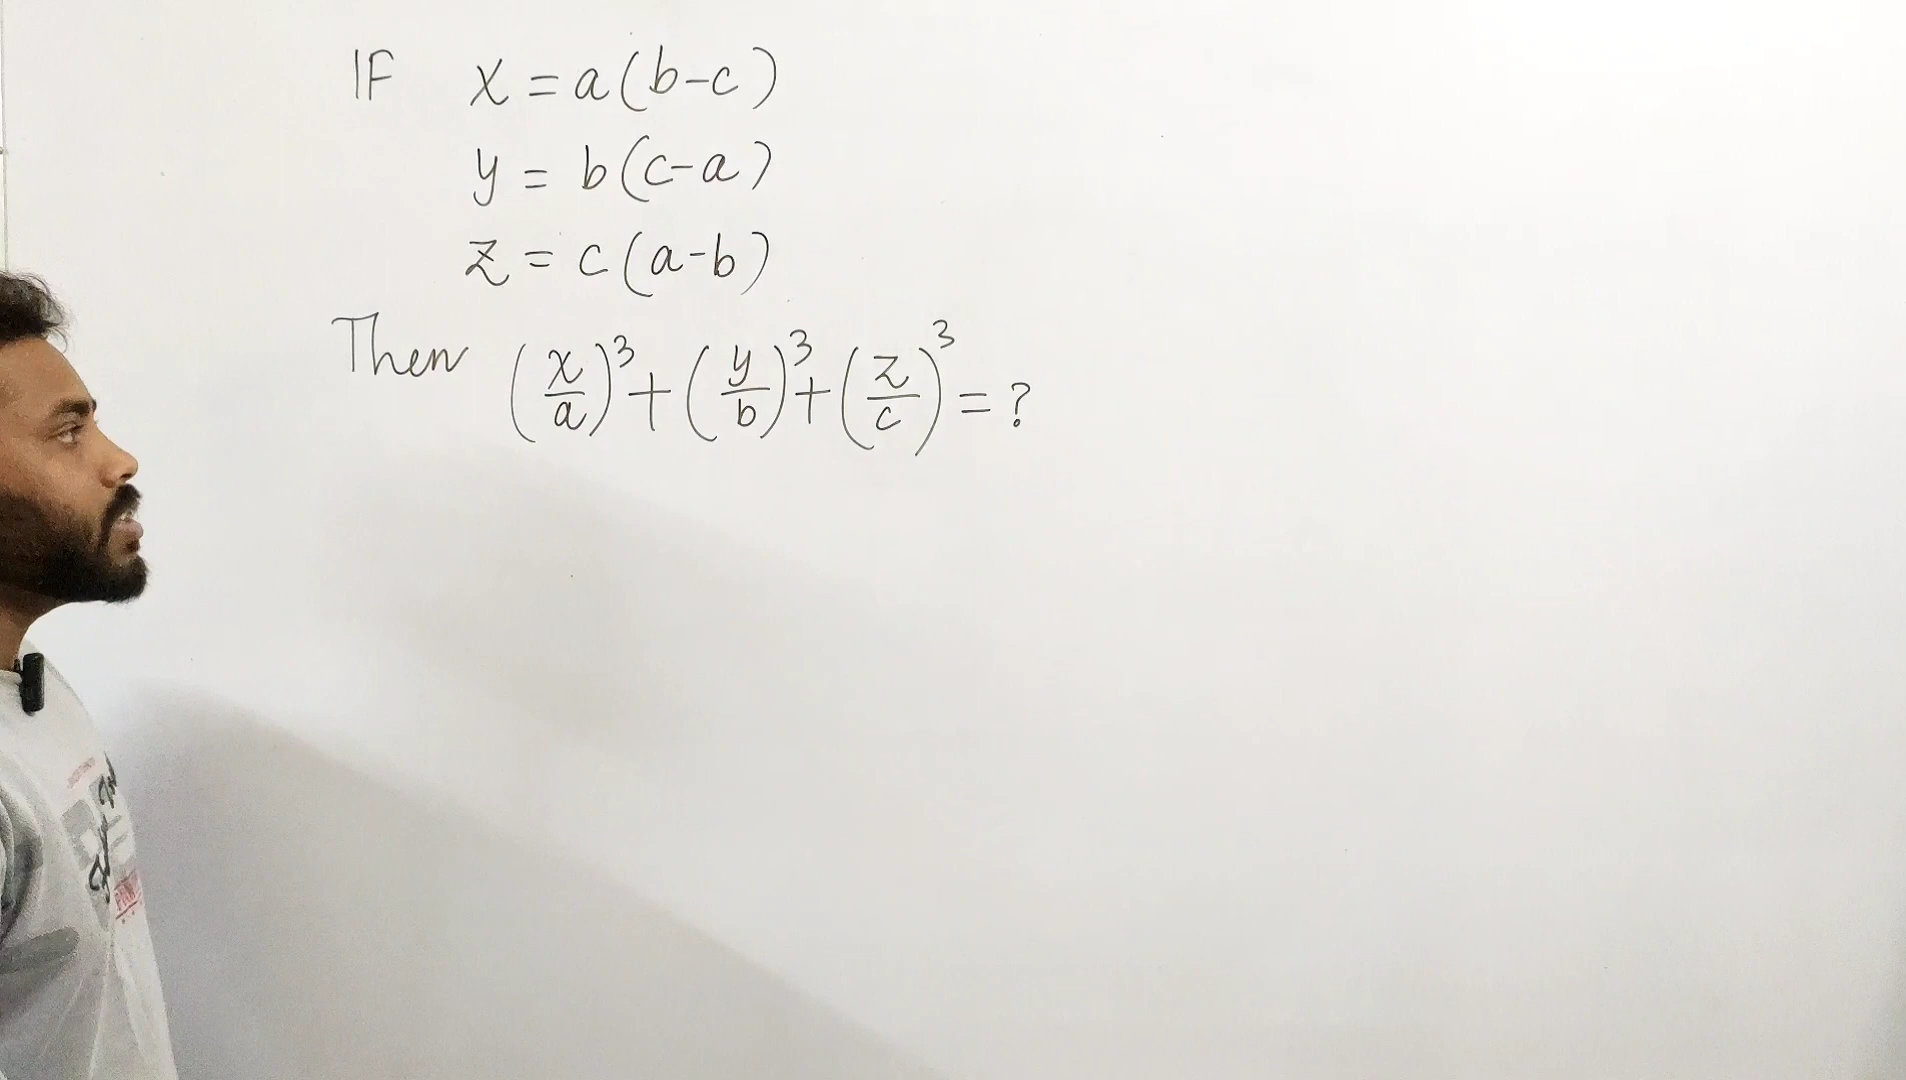 IF x = a(b-c)
y = b(c-a)
z = c(a-b)
Then (x/a)³ + (y/b)³ + (z/c)³ = ?